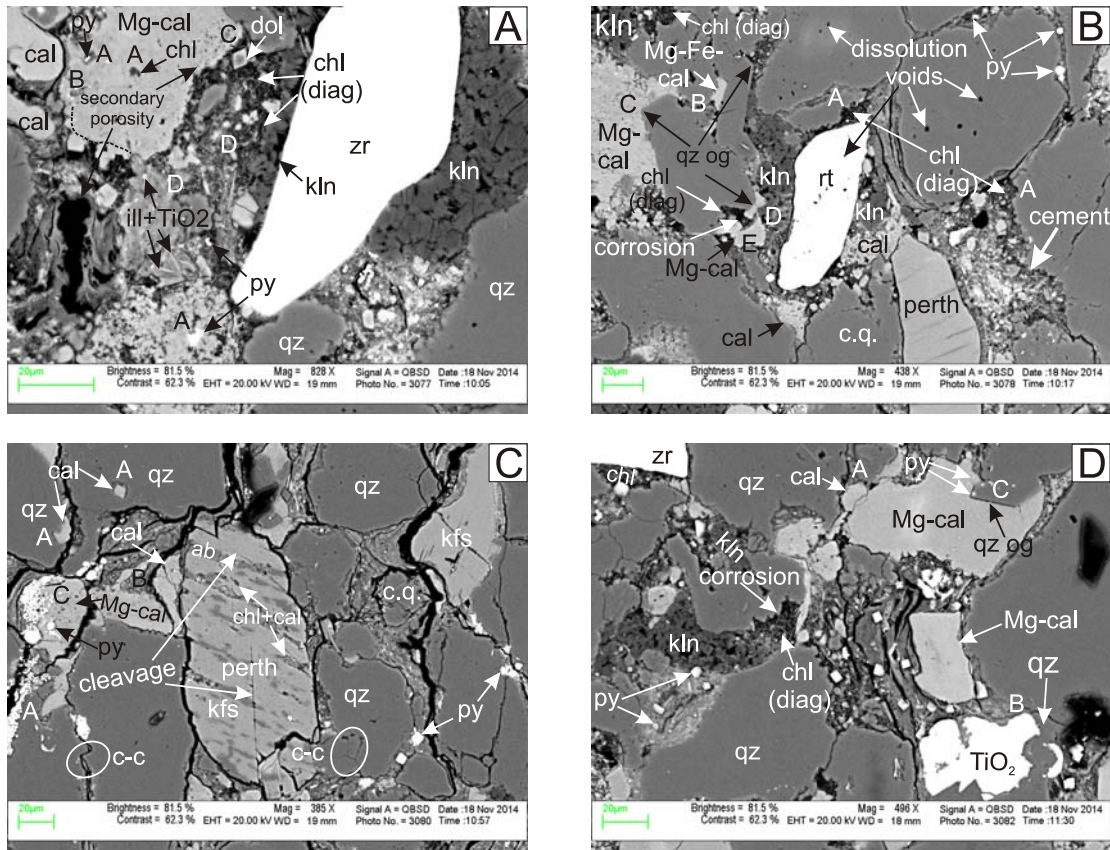 A
py
Mg-cal
C
dol
A
A
chl
cal
chl
(diag)
B
secondary
porosity
cal
D
zr
kln
kln
D
ill+TiO2
py
qz
A
qz
20µm
Brightness = 81.5 %
Contrast = 62.3 %
EHT = 20.00 kV
Mag = 828 X
WD = 19 mm
Signal A = QBSD
Photo No. = 3077
Date :18 Nov 2014
Time :10:05
B
kln
chl (diag)
Mg-Fe-
cal
dissolution
voids
py
B
A
C
Mg-
cal
qz og
chl
(diag)
kln
rt
chl
(diag)
A
kln
D
corrosion
E
cal
cement
Mg-cal
perth
cal
c.q.
20µm
Brightness = 81.5 %
Contrast = 62.3 %
EHT = 20.00 kV
Mag = 438 X
WD = 19 mm
Signal A = QBSD
Photo No. = 3078
Date :18 Nov 2014
Time :10:17
C
cal
A
qz
qz
qz
A
cal
ab
kfs
B
C
Mg-cal
c.q.
chl+cal
py
cleavage
perth
kfs
qz
py
A
c-c
c-c
20µm
Brightness = 81.5 %
Contrast = 62.3 %
EHT = 20.00 kV
Mag = 385 X
WD = 19 mm
Signal A = QBSD
Photo No. = 3080
Date :18 Nov 2014
Time :10:57
D
zr
chl
qz
cal
A
py
C
Mg-cal
qz og
kln
corrosion
kln
Mg-cal
chl
(diag)
py
B
qz
qz
TiO₂
20µm
Brightness = 81.5 %
Contrast = 62.3 %
EHT = 20.00 kV
Mag = 496 X
WD = 18 mm
Signal A = QBSD
Photo No. = 3082
Date :18 Nov 2014
Time :11:30